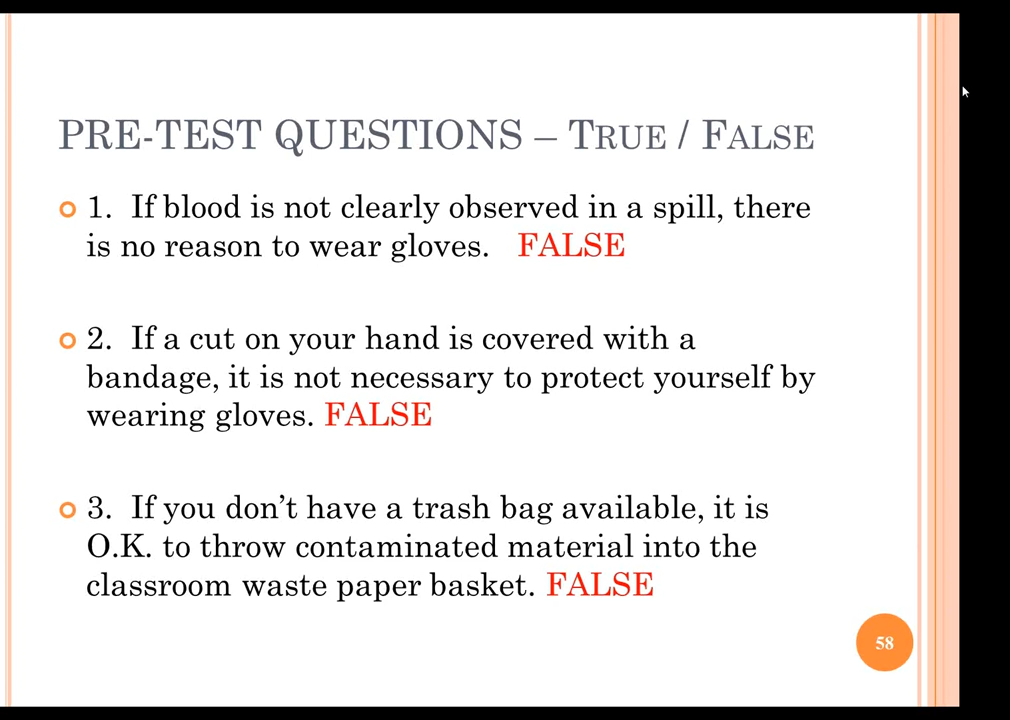 PRE-TEST QUESTIONS – TRUE / FALSE
1. If blood is not clearly observed in a spill, there
is no reason to wear gloves. FALSE
2. If a cut on your hand is covered with a
bandage, it is not necessary to protect yourself by
wearing gloves. FALSE
3. If you don’t have a trash bag available, it is
O.K. to throw contaminated material into the
classroom waste paper basket. FALSE
58